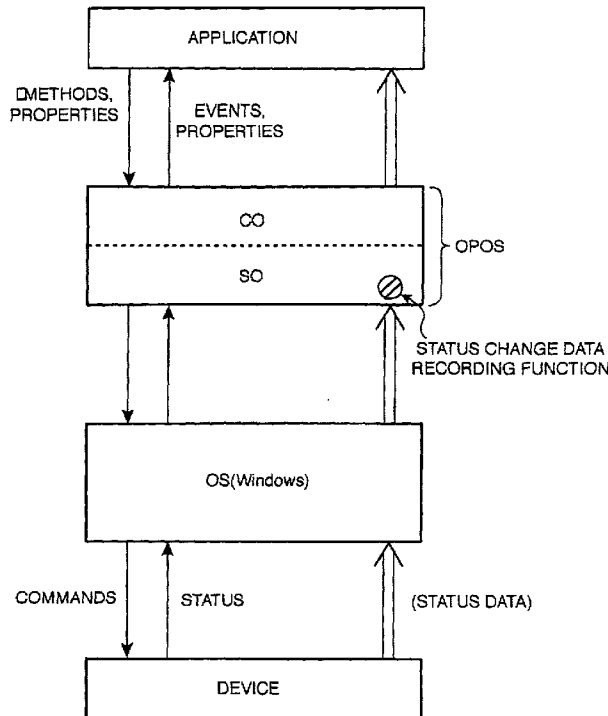 APPLICATION
METHODS,
PROPERTIES
EVENTS,
PROPERTIES
CO
SO
OPOS
STATUS CHANGE DATA
RECORDING FUNCTION
OS(Windows)
COMMANDS
STATUS
(STATUS DATA)
DEVICE